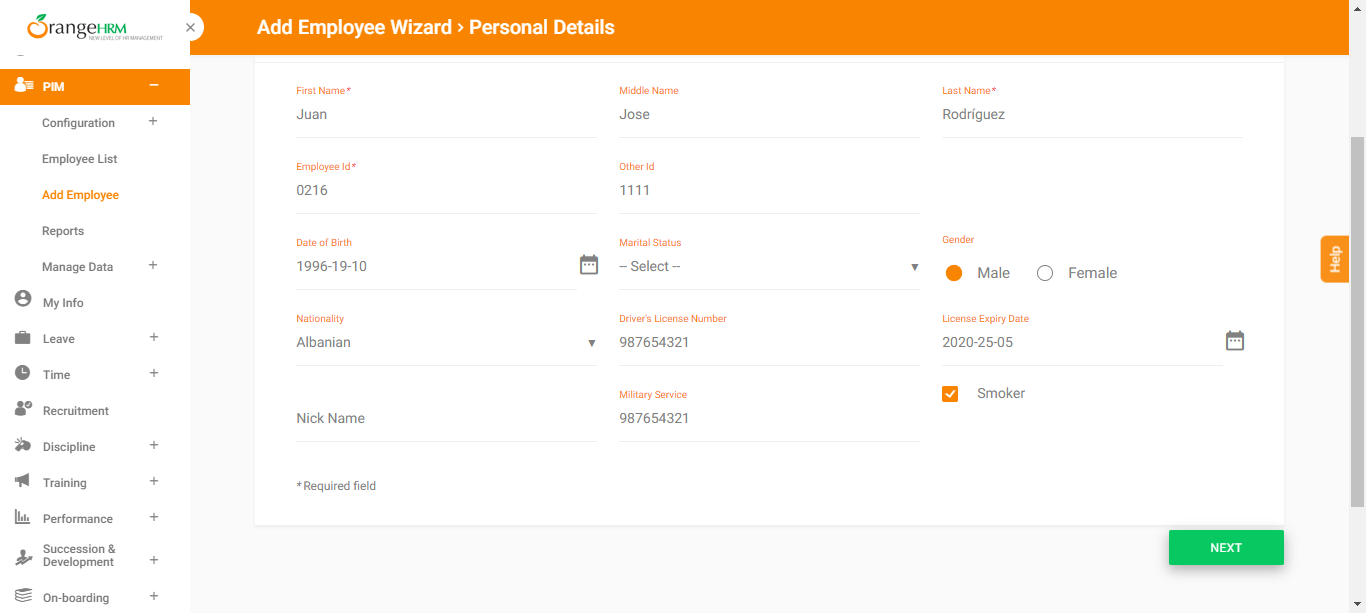 OrangeHRM
NEW LEVEL OF HR MANAGEMENT
Add Employee Wizard › Personal Details
PIM
Configuration
Employee List
Add Employee
Reports
Manage Data
My Info
Leave
Time
Recruitment
Discipline
Training
Performance
Succession &
Development
On-boarding
First Name*
Middle Name
Last Name*
Juan
Jose
Rodríguez
Employee Id*
Other Id
0216
1111
Date of Birth
Marital Status
Gender
1996-19-10
-- Select --
Male
Female
Nationality
Driver's License Number
License Expiry Date
Albanian
987654321
2020-25-05
Military Service
Smoker
Nick Name
987654321
* Required field
NEXT
Help